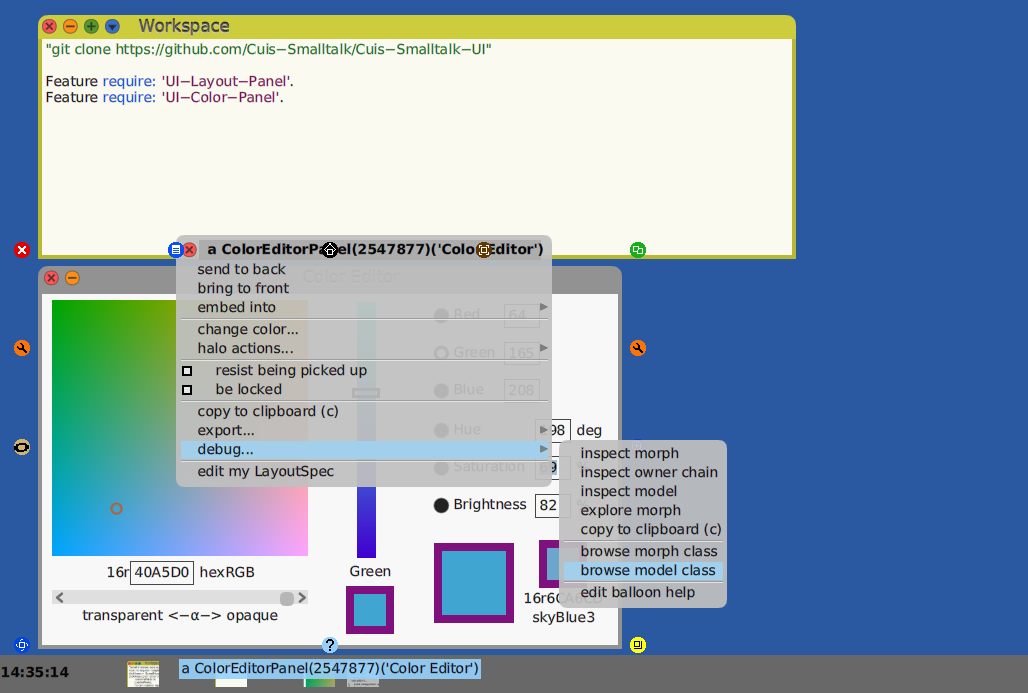 Workspace
"git clone https://github.com/Cuis-Smalltalk/Cuis-Smalltalk-UI"
Feature require: 'UI-Layout-Panel'.
Feature require: 'UI-Color-Panel'.
a ColorEditorPanel(2547877)('Color Editor')
send to back
Color Editor
bring to front
embed into
Red 64
change color...
halo actions...
Green 165
resist being picked up
be locked
Blue 208
copy to clipboard (c)
export...
Hue 98 deg
debug...
edit my LayoutSpec
Saturation 69
inspect morph
inspect owner chain
inspect model
explore morph
copy to clipboard (c)
browse morph class
browse model class
edit balloon help
Brightness 82
16r 40A5D0 hexRGB
Green
transparent <-α-> opaque
skyBlue3
?
14:35:14
a ColorEditorPanel(2547877)('Color Editor')